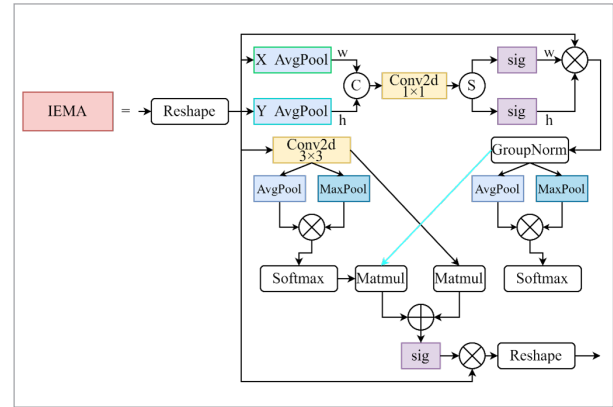 X AvgPool
w
sig
w
IEMA
=
Reshape
C
Conv2d
1×1
S
Y AvgPool
h
sig
h
Conv2d
3×3
GroupNorm
AvgPool
MaxPool
AvgPool
MaxPool
Softmax
Matmul
Matmul
Softmax
sig
Reshape